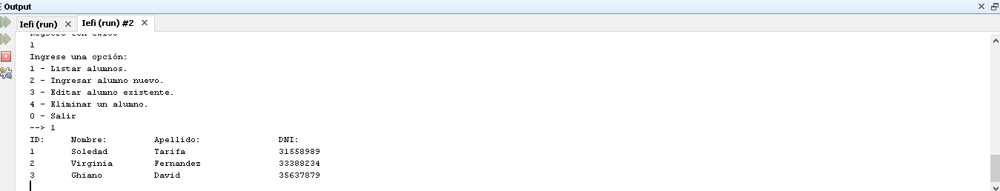 Output
Iefi (run) Iefi (run) #2
1
Ingrese una opción:
1 - Listar alumnos.
2 - Ingresar alumno nuevo.
3 - Editar alumno existente.
4 - Eliminar un alumno.
0 - Salir
--> 1
ID: Nombre: Apellido: DNI:
1 Soledad Tarifa 31558989
2 Virginia Fernandez 33388234
3 Ghiano David 35637879